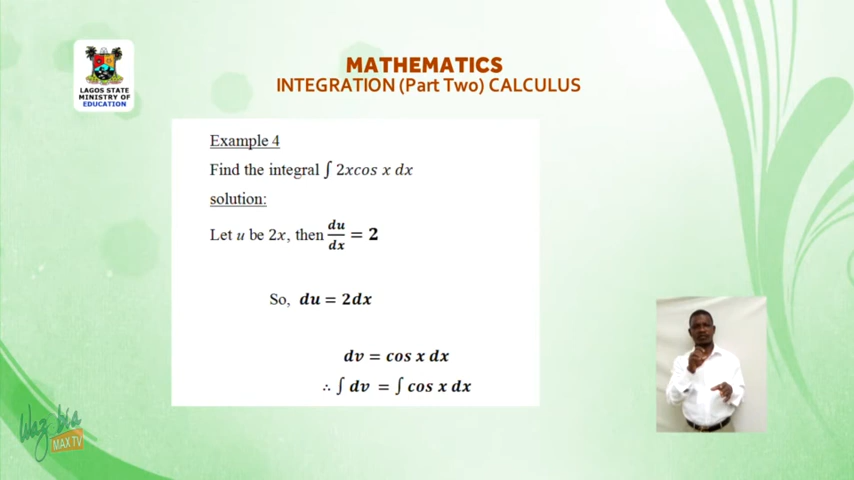 MATHEMATICS
INTEGRATION (Part Two) CALCULUS
LAGOS STATE
MINISTRY OF
EDUCATION
Example 4
Find the integral ∫ 2xcos x dx
solution:
Let u be 2x, then du/dx = 2
So, du = 2dx
dv = cos x dx
∴ ∫ dv = ∫ cos x dx
Wazobia
MAX TV